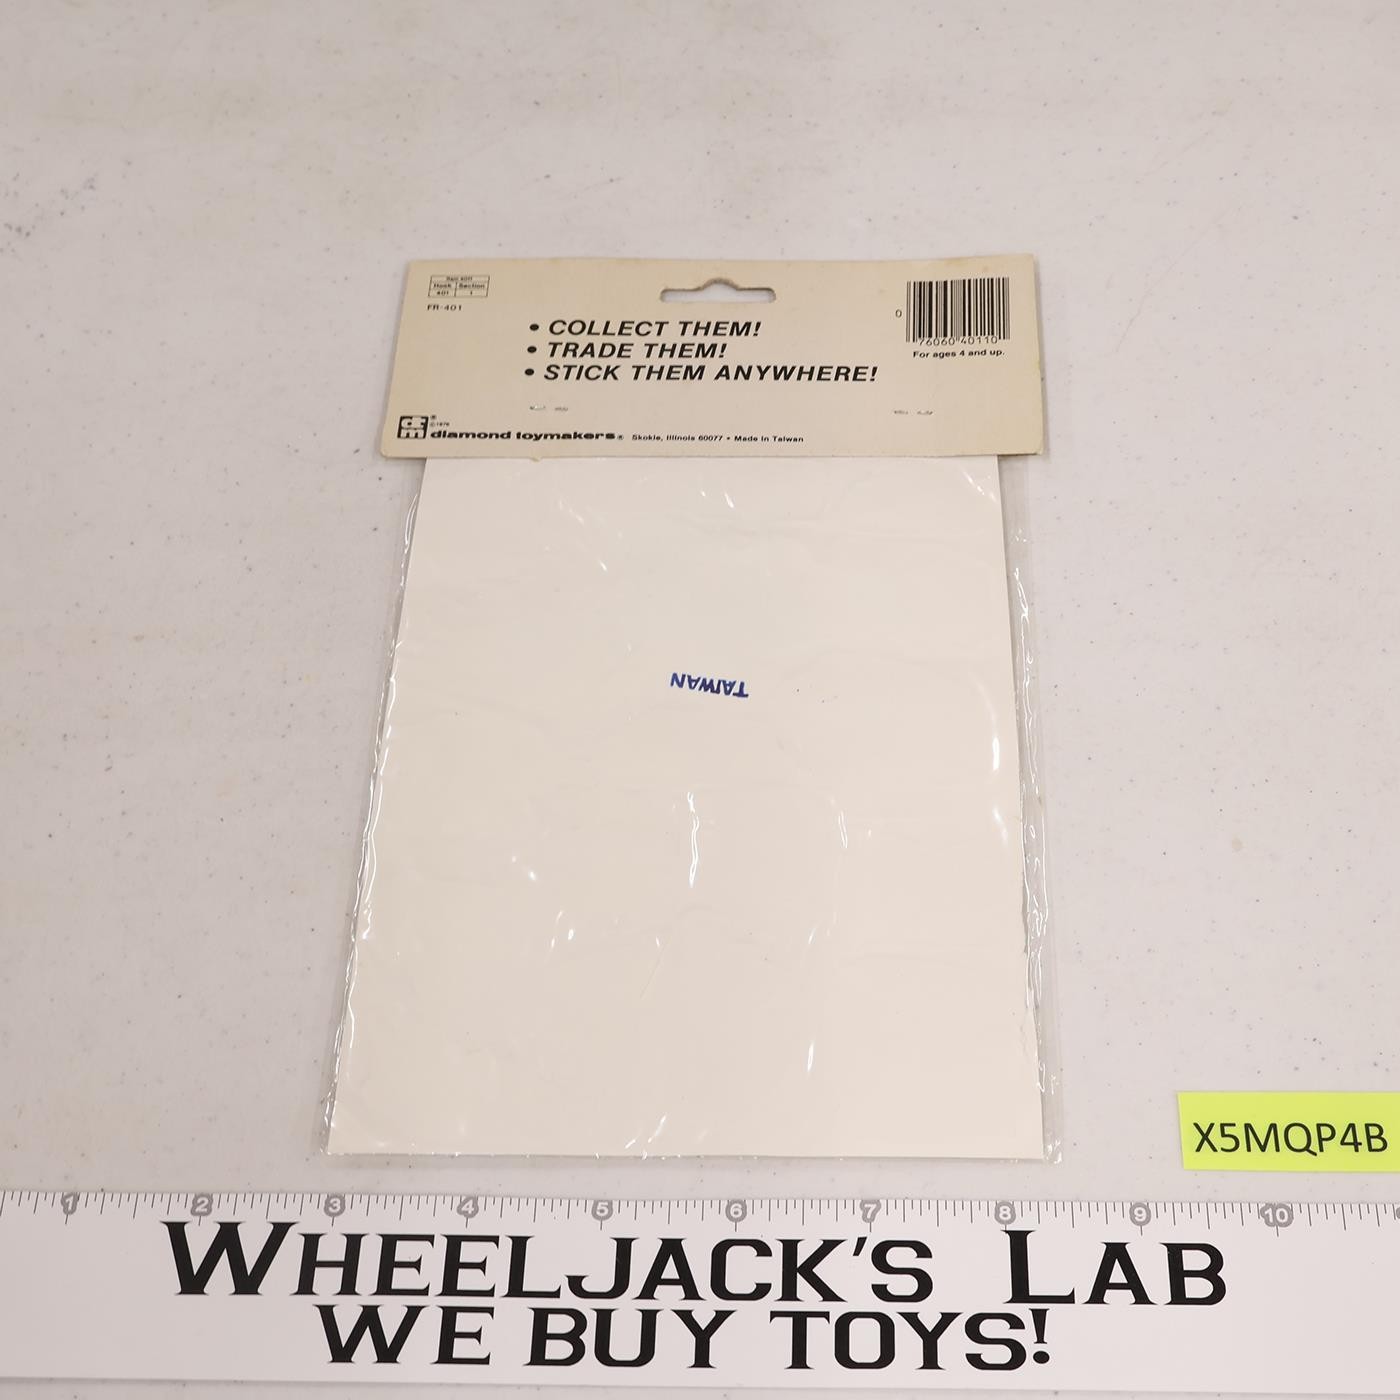 Item 4011
Hook Section
401 1
FR-401
• COLLECT THEM!
• TRADE THEM!
• STICK THEM ANYWHERE!
0 76060 40110
For ages 4 and up.
diamond toymakers® Skokie, Illinois 60077 • Made in Taiwan
TAIWAN
X5MQP4B
1 2 3 4 5 6 7 8 9 10
WHEELJACK'S LAB
WE BUY TOYS!